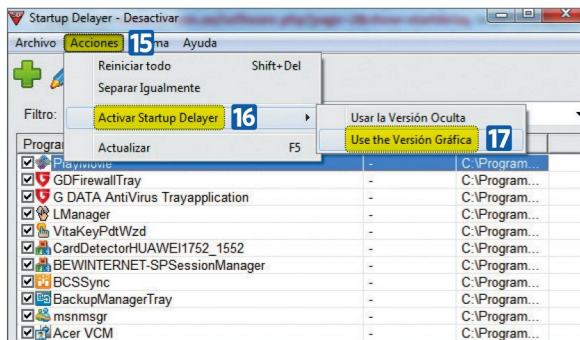 Startup Delayer - Desactivar
Archivo Acciones 15 ma Ayuda
Reiniciar todo Shift+Del
Separar Igualmente
Filtro:
Activar Startup Delayer 16
Usar la Versión Oculta
Actualizar F5
Use the Versión Gráfica 17
Progra
PlayMovie - C:\Program...
GDFirewallTray - C:\Program...
G DATA AntiVirus Trayapplication - C:\Program...
LManager - C:\Program...
VitaKeyPdtWzd - C:\Program...
CardDetectorHUAWEI1752_1552 - C:\Program...
BEWINTERNET-SPSessionManager - C:\Program...
BCSSync - C:\Program...
BackupManagerTray - C:\Program...
msnmsgr - C:\Program...
Acer VCM - C:\Program...